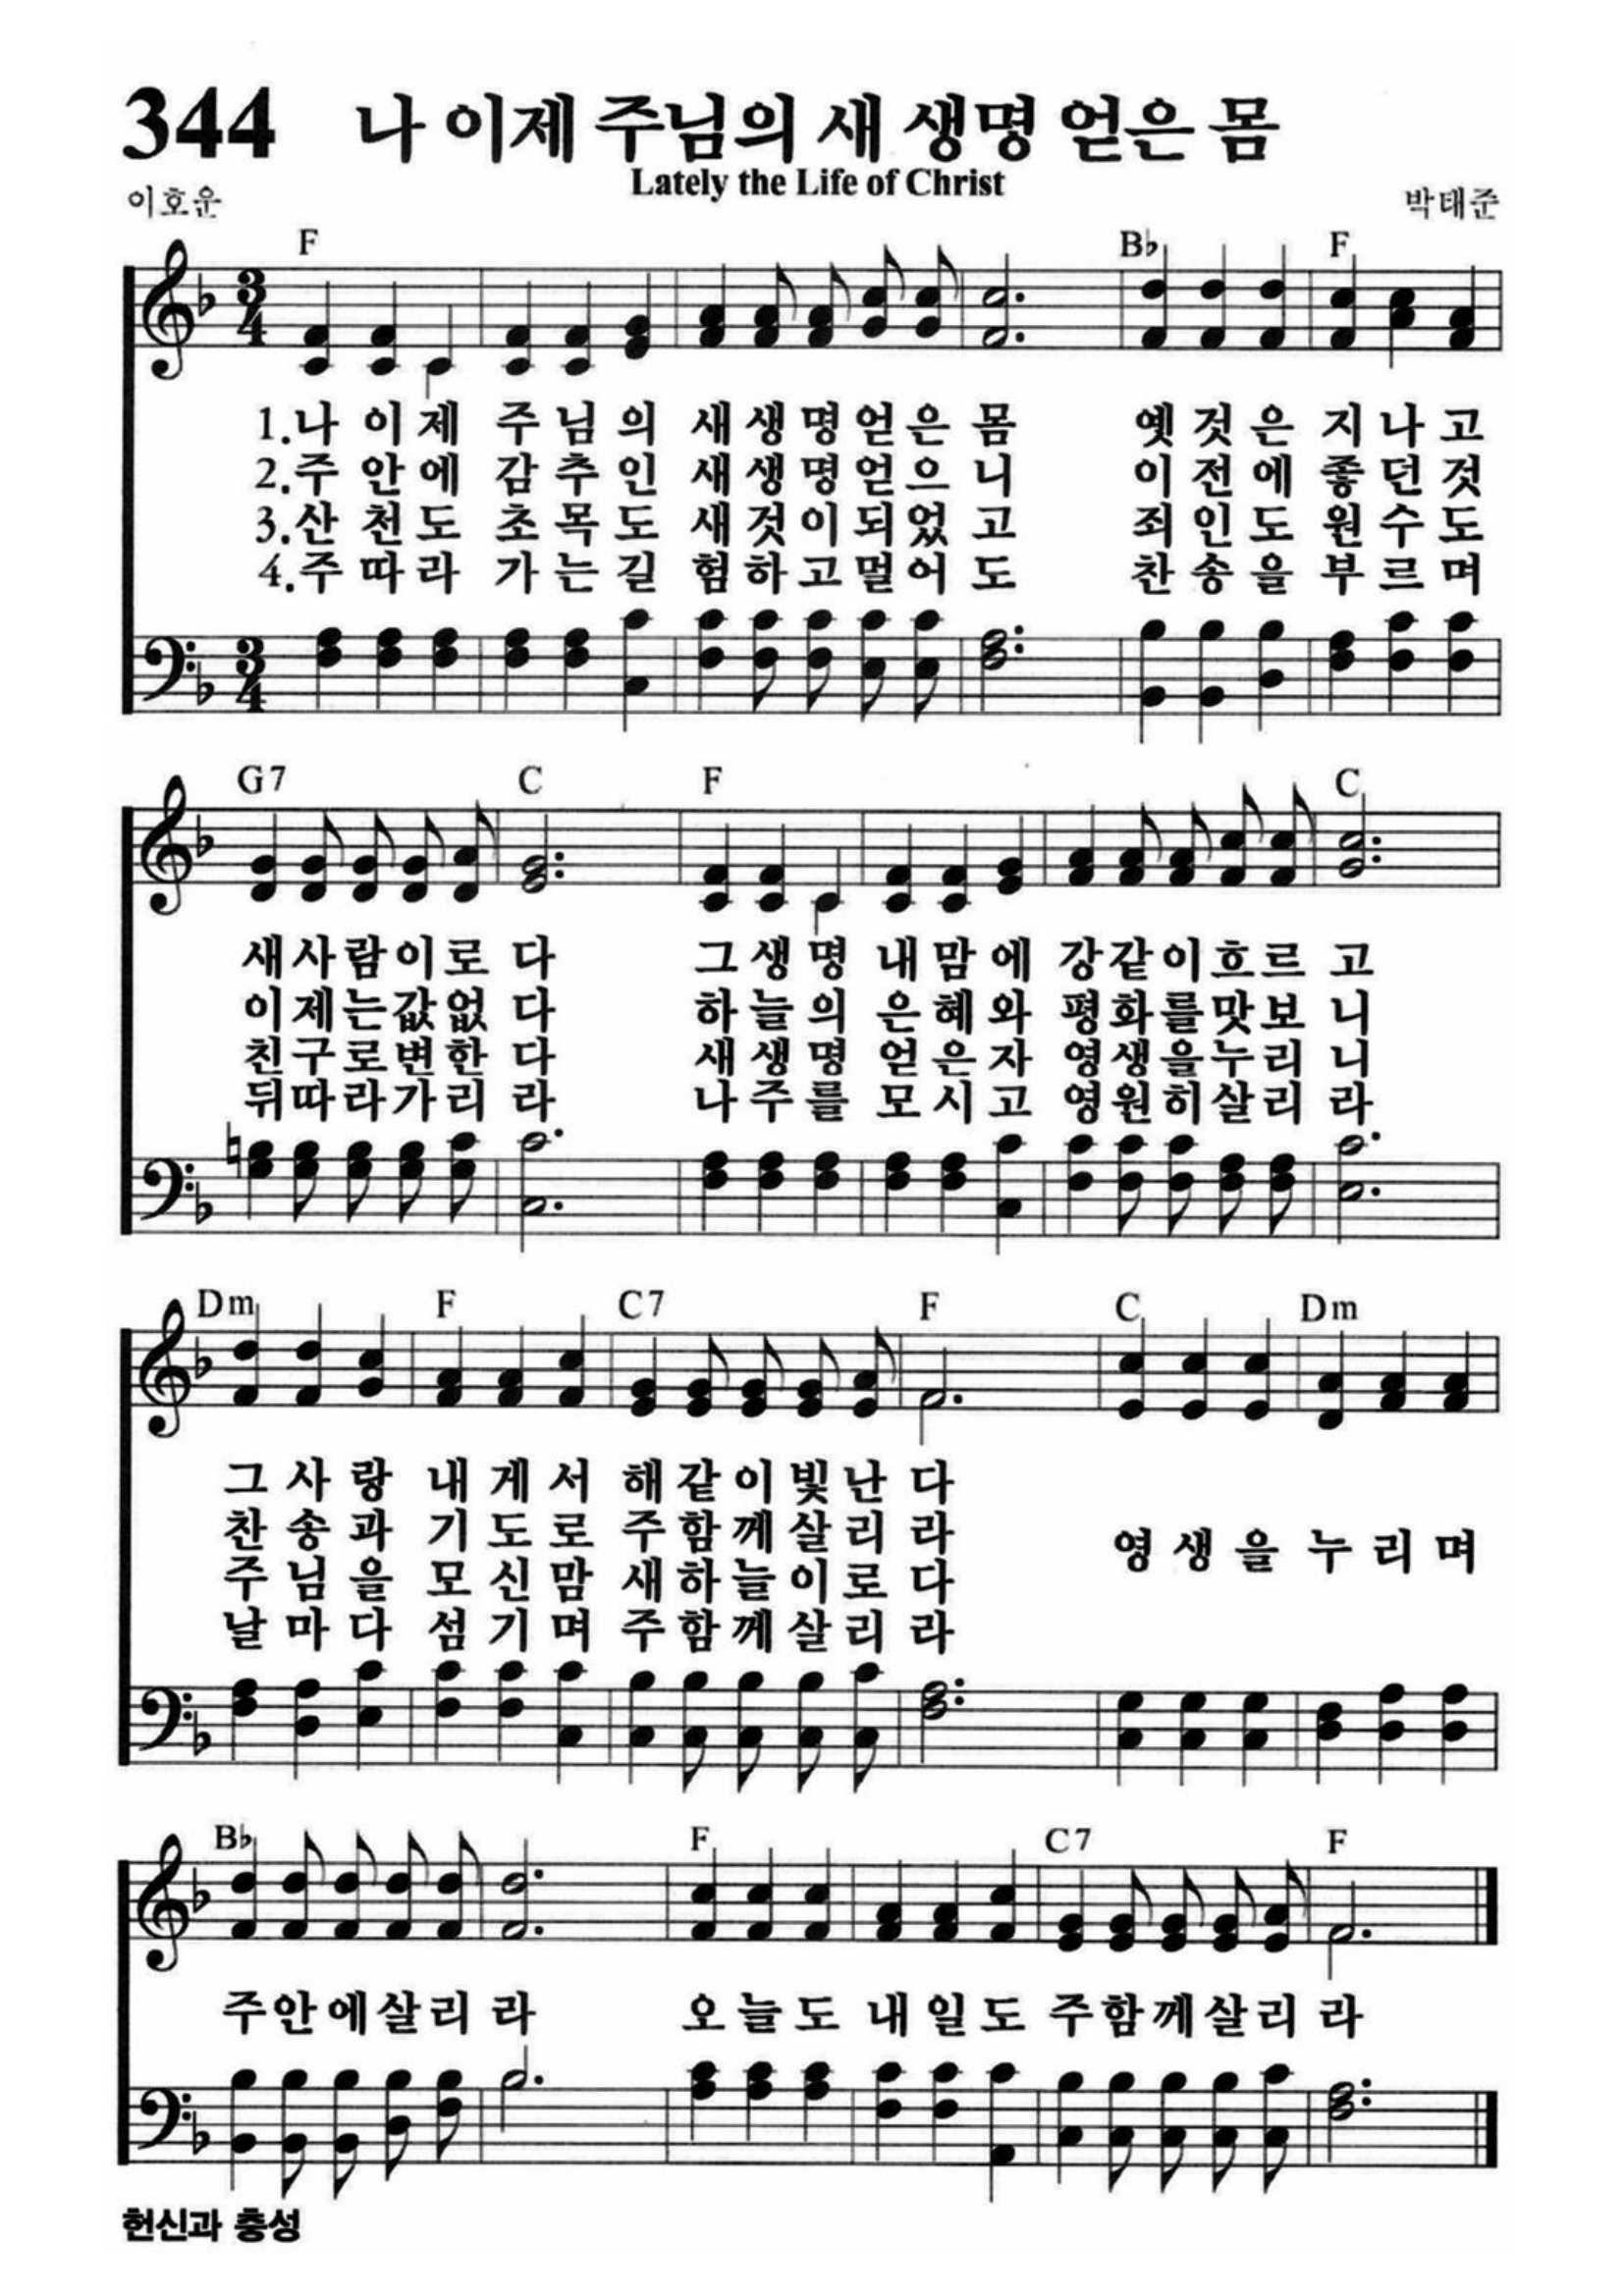 344 나 이제 주님의 새 생명 얻은 몸
Lately the Life of Christ
이호운 박태준
F B♭ F
3/4
1.나 이 제 주 님 의 새 생 명 얻 은 몸 옛 것 은 지 나 고
2.주 안 에 감 추 인 새 생 명 얻 으 니 이 전 에 좋 던 것
3.산 천 도 초 목 도 새 것 이 되 었 고 죄 인 도 원 수 도
4.주 따 라 가 는 길 험 하 고 멀 어 도 찬 송 을 부 르 며
3/4
G7 C F C
새 사 람 이 로 다 그 생 명 내 맘 에 강 같 이 흐 르 고
이 제 는 값 없 다 하 늘 의 은 혜 와 평 화 를 맛 보 니
친 구 로 변 한 다 새 생 명 얻 은 자 영 생 을 누 리 니
뒤 따 라 가 리 라 나 주 를 모 시 고 영 원 히 살 리 라
Dm F C7 F C Dm
그 사 랑 내 게 서 해 같 이 빛 난 다
찬 송 과 기 도 로 주 함 께 살 리 라
영 생 을 누 리 며
주 님 을 모 신 맘 새 하 늘 이 로 다
날 마 다 섬 기 며 주 함 께 살 리 라
B♭ F C7 F
주 안 에 살 리 라 오 늘 도 내 일 도 주 함 께 살 리 라
헌신과 충성